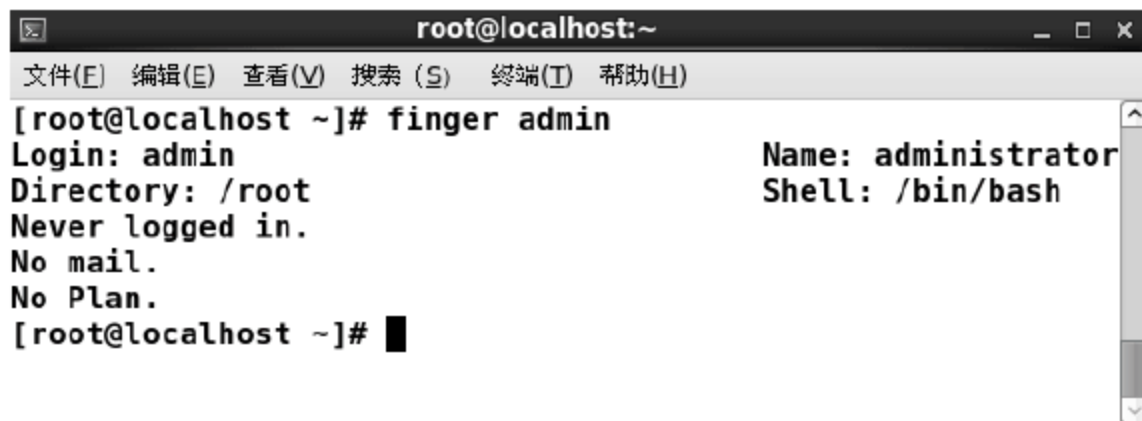 root@localhost:~
文件(F) 编辑(E) 查看(V) 搜索 (S) 终端(T) 帮助(H)
[root@localhost ~]# finger admin
Login: admin Name: administrator
Directory: /root Shell: /bin/bash
Never logged in.
No mail.
No Plan.
[root@localhost ~]#